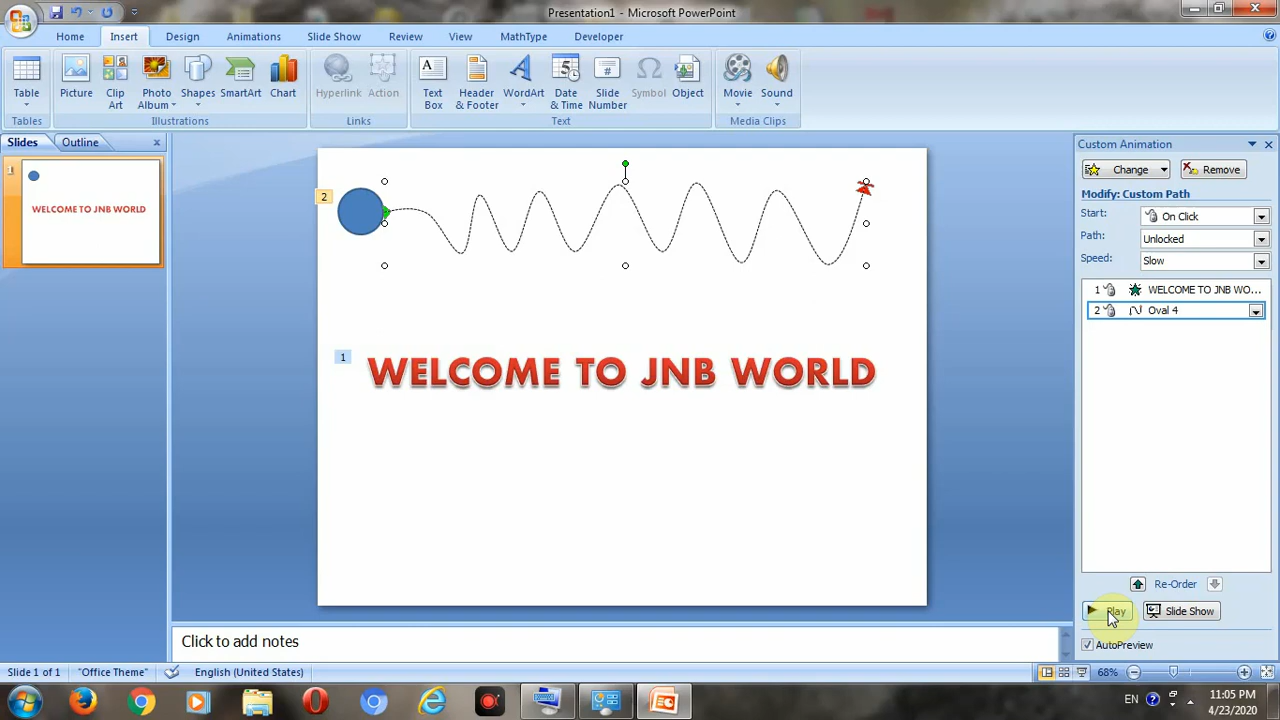 Presentation1 - Microsoft PowerPoint
Home Insert Design Animations Slide Show Review View MathType Developer
Table
Picture
Clip Art
Photo Album
Shapes
SmartArt
Chart
Hyperlink
Action
Text Box
Header & Footer
WordArt
Date & Time
Slide Number
Symbol
Object
Movie
Sound
Tables Illustrations Links Text Media Clips
Slides Outline
1
WELCOME TO JNB WORLD
2
1
WELCOME TO JNB WORLD
Custom Animation
Change Remove
Modify: Custom Path
Start: On Click
Path: Unlocked
Speed: Slow
1 WELCOME TO JNB WO...
2 Oval 4
Re-Order
Play Slide Show
AutoPreview
Click to add notes
Slide 1 of 1 "Office Theme" English (United States) 68%
EN 11:05 PM
4/23/2020